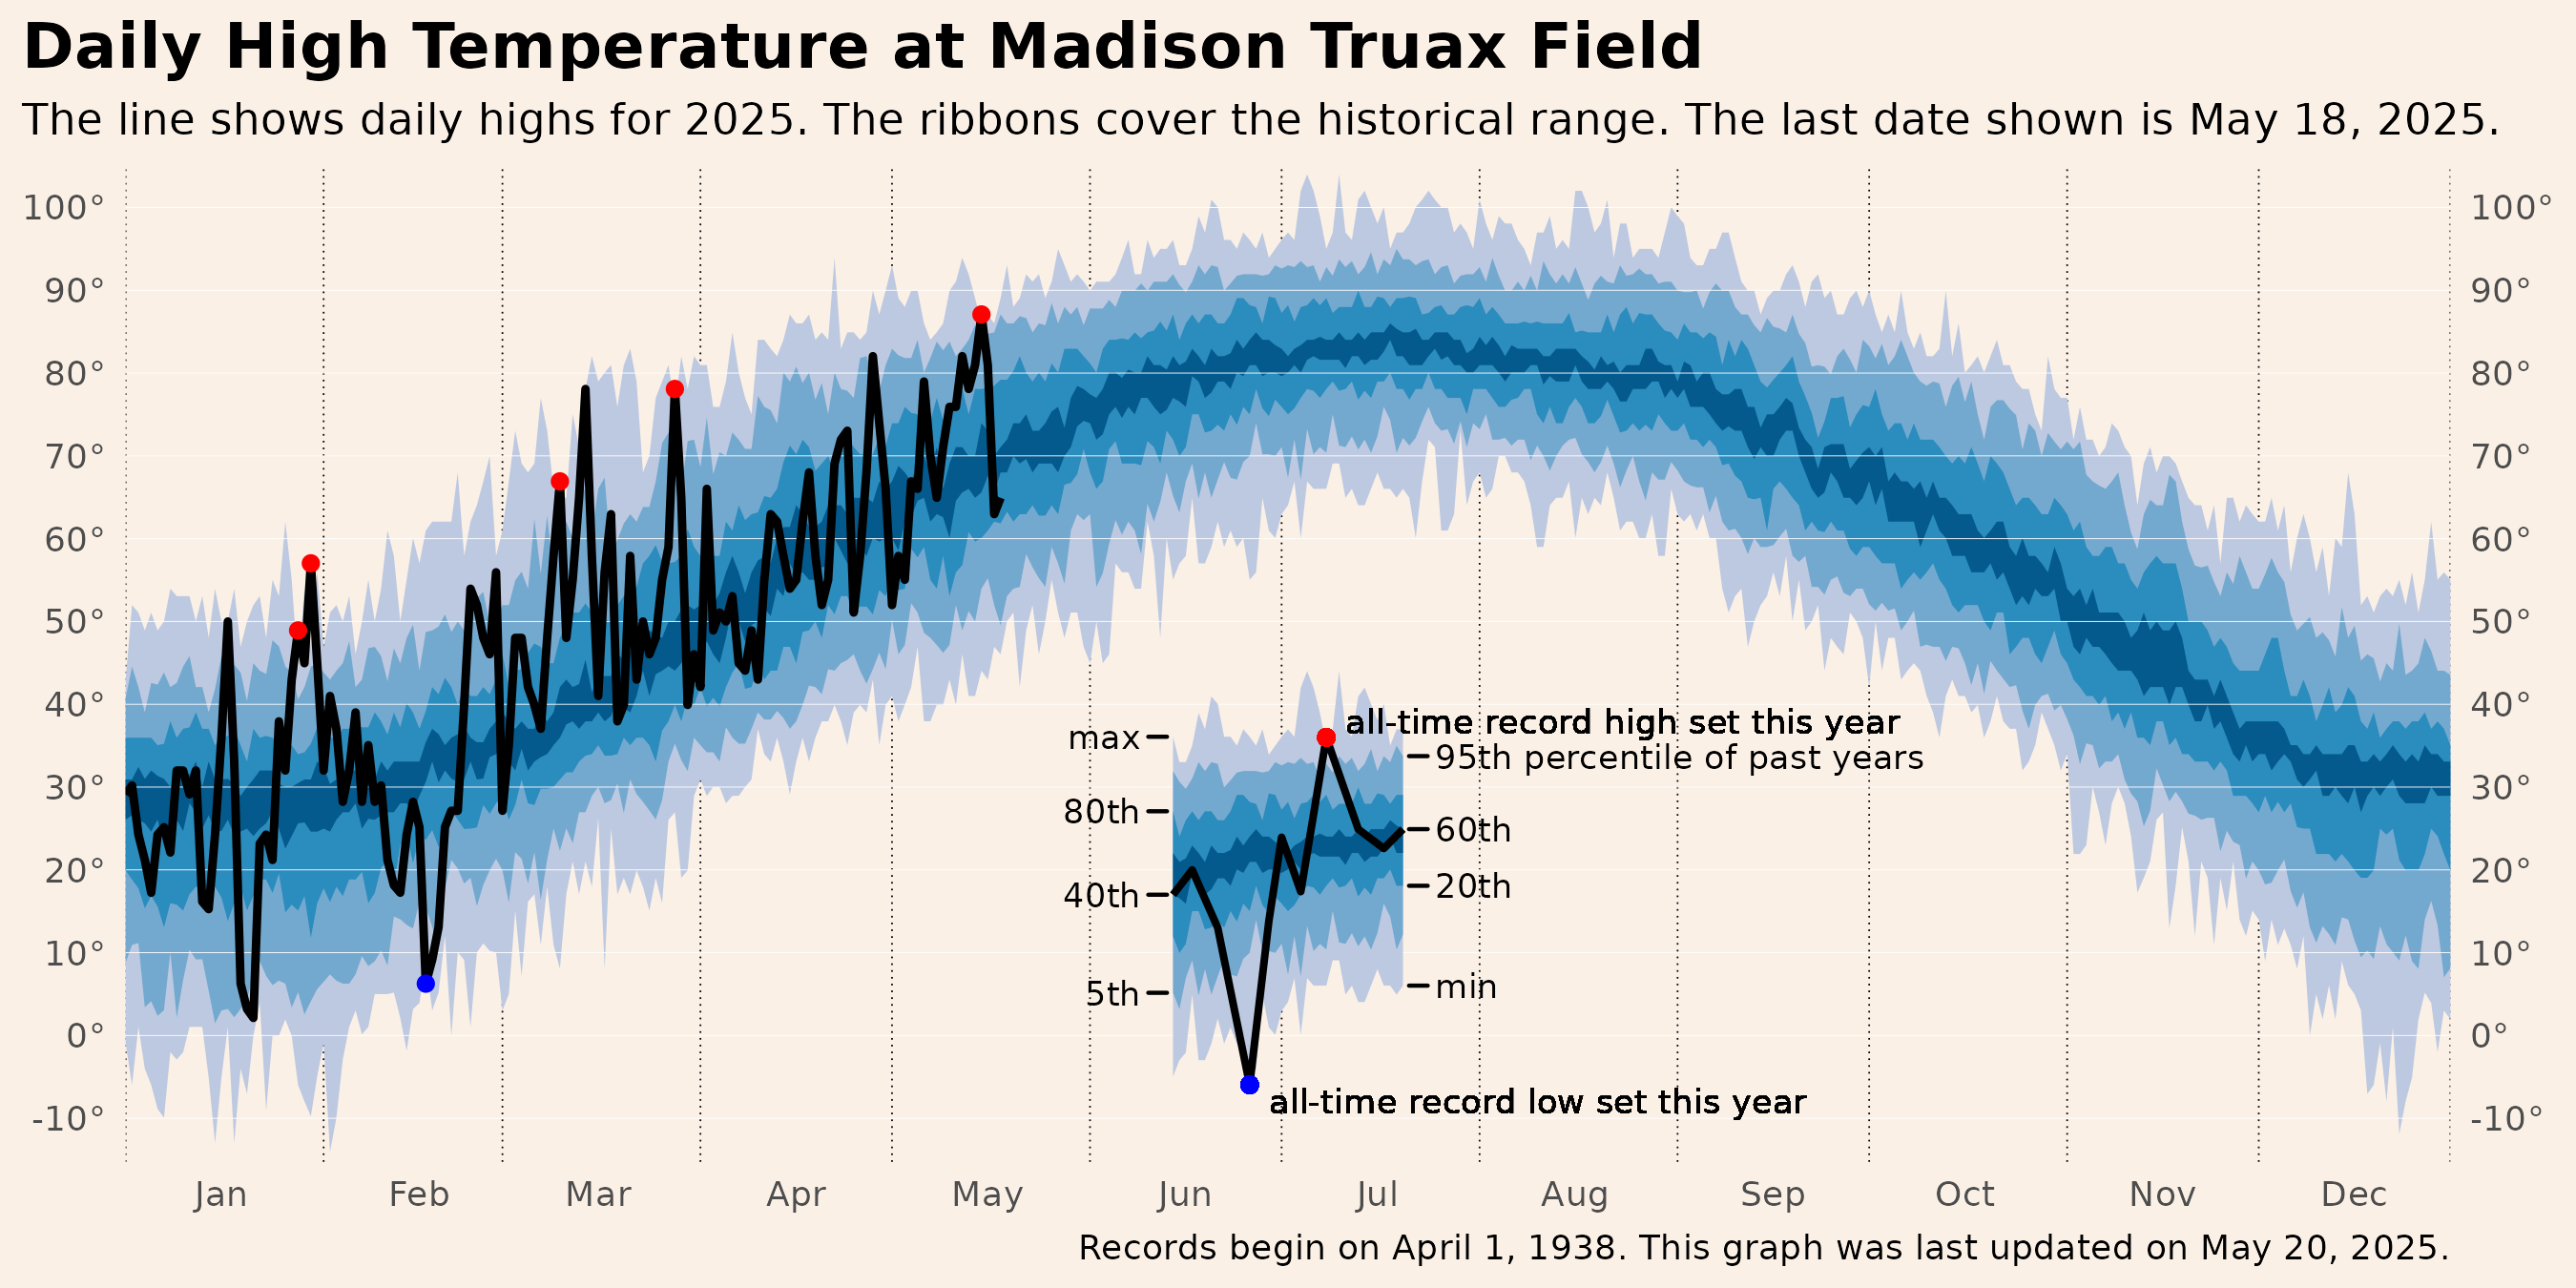 Daily High Temperature at Madison Truax Field
The line shows daily highs for 2025. The ribbons cover the historical range. The last date shown is May 18, 2025.
100° 100°
90° 90°
80° 80°
70° 70°
60° 60°
50° 50°
40° 40°
30° 30°
20° 20°
10° 10°
0° 0°
-10° -10°
all-time record high set this year
max
95th percentile of past years
80th
60th
20th
40th
min
5th
all-time record low set this year
Jan Feb Mar Apr May Jun Jul Aug Sep Oct Nov Dec
Records begin on April 1, 1938. This graph was last updated on May 20, 2025.